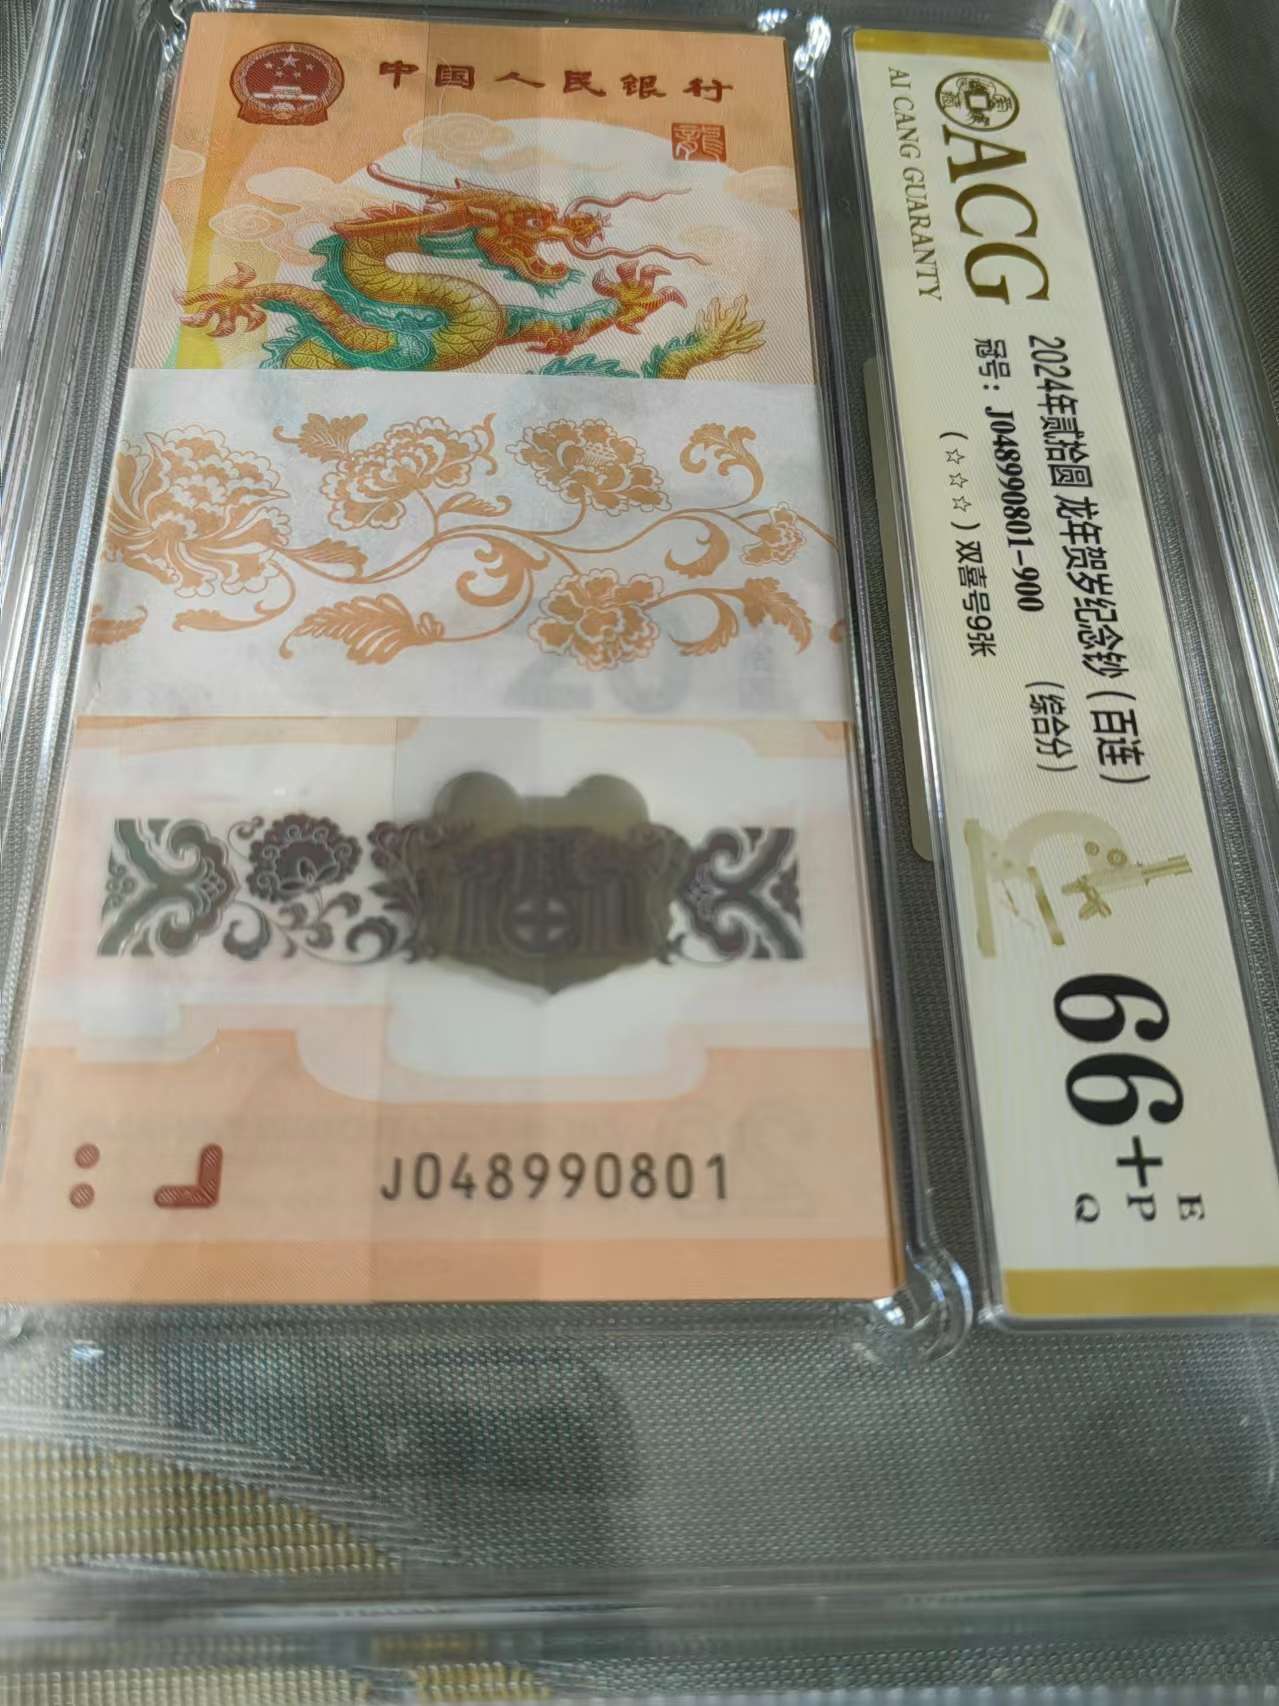 中国人民银行
龍
J048990801
ACG
AI CANG GUARANTY
2024年贰拾圆 龙年贺岁纪念钞（百连）
冠号：J048990801-900 （综合分）
（☆☆☆）双喜号9张
66+
E
P
Q